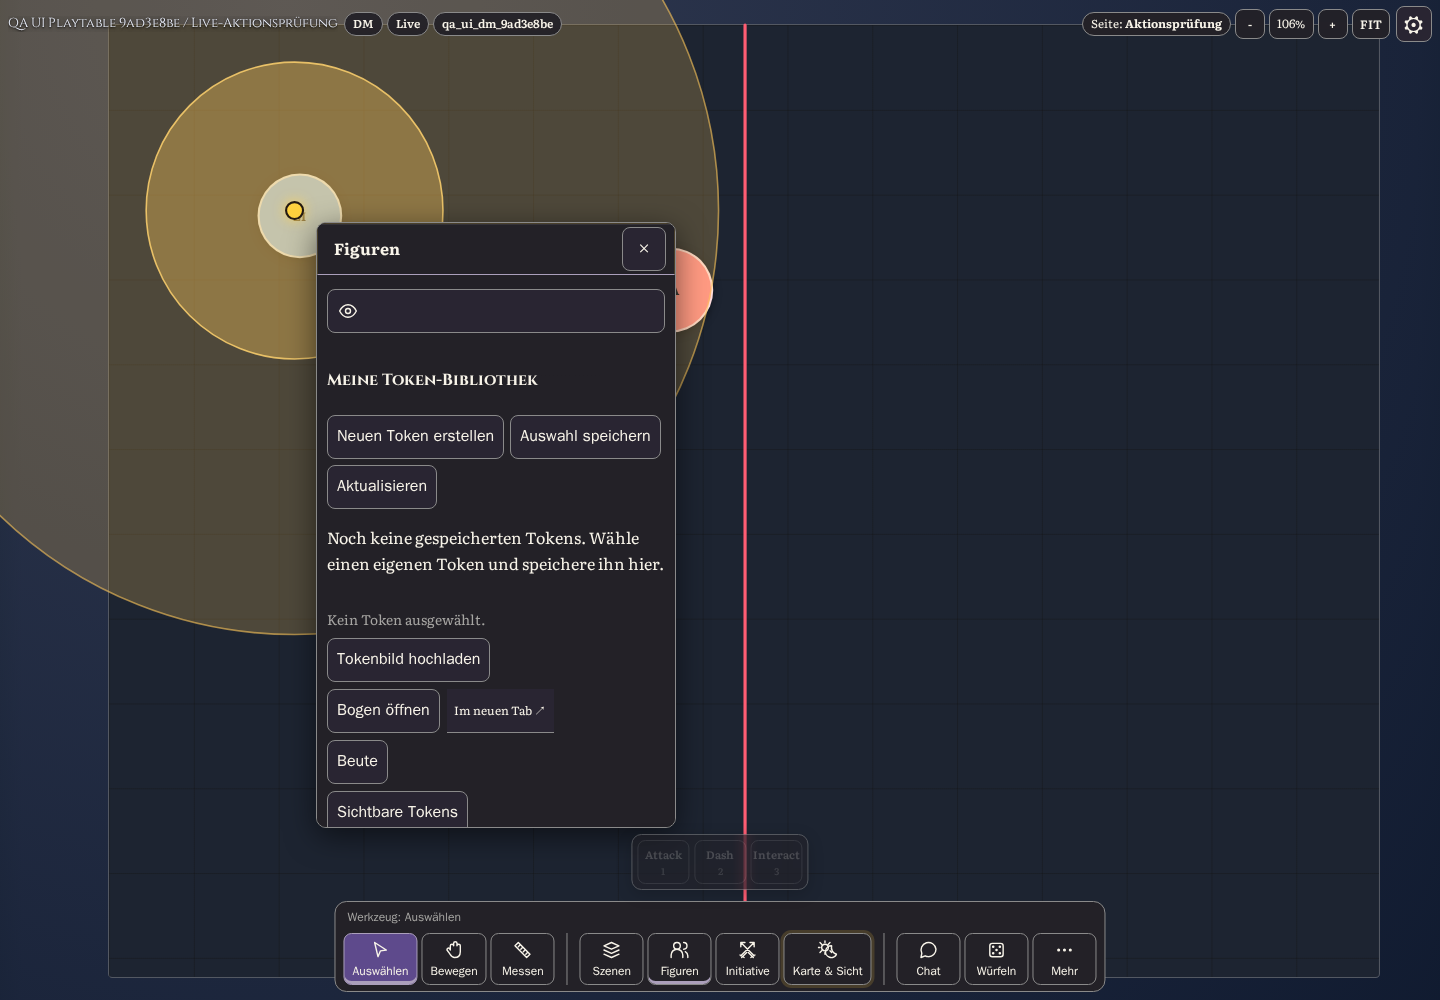 QA UI Playtable 9ad3e8be / Live-Aktionsprüfung
DM
Live
qa_ui_dm_9ad3e8be
Seite: Aktionsprüfung
-
106%
+
FIT
Figuren
×
Meine Token-Bibliothek
Neuen Token erstellen
Auswahl speichern
Aktualisieren
Noch keine gespeicherten Tokens. Wähle
einen eigenen Token und speichere ihn hier.
Kein Token ausgewählt.
Tokenbild hochladen
Bogen öffnen
Im neuen Tab ↗
Beute
Sichtbare Tokens
Attack
1
Dash
2
Interact
3
Werkzeug: Auswählen
Auswählen
Bewegen
Messen
Szenen
Figuren
Initiative
Karte & Sicht
Chat
Würfeln
Mehr